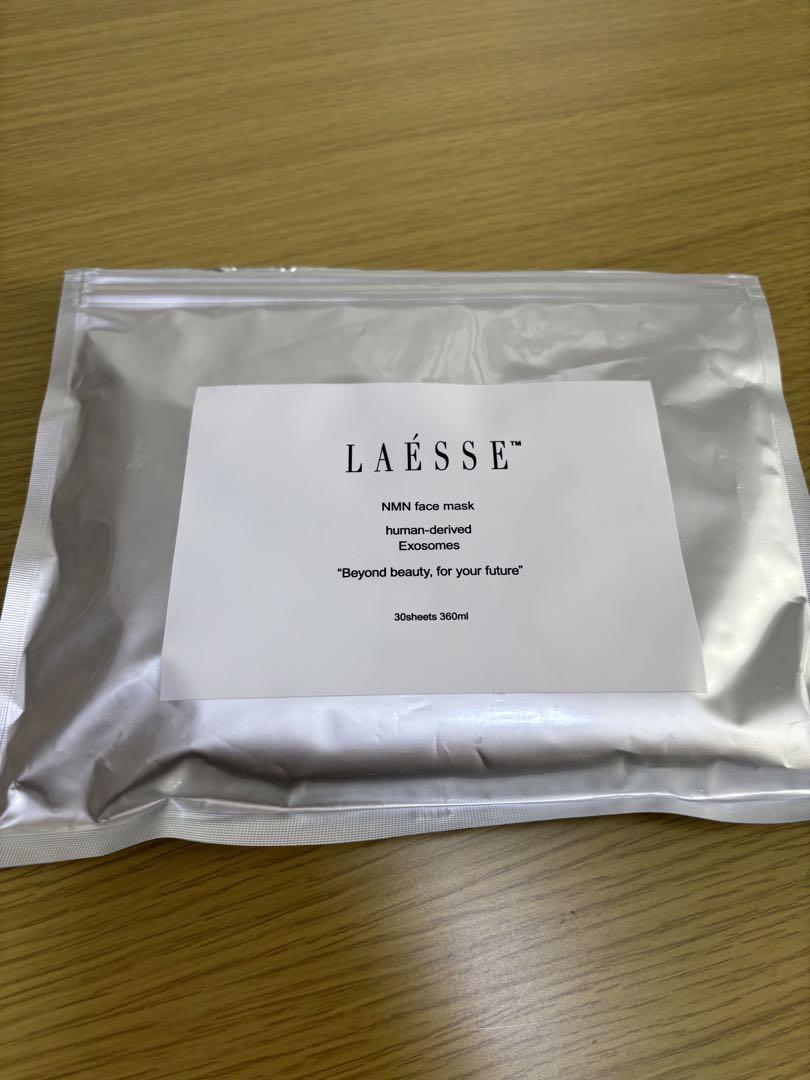 LAÉSSE™
NMN face mask
human-derived
Exosomes
“Beyond beauty, for your future”
30sheets 360ml